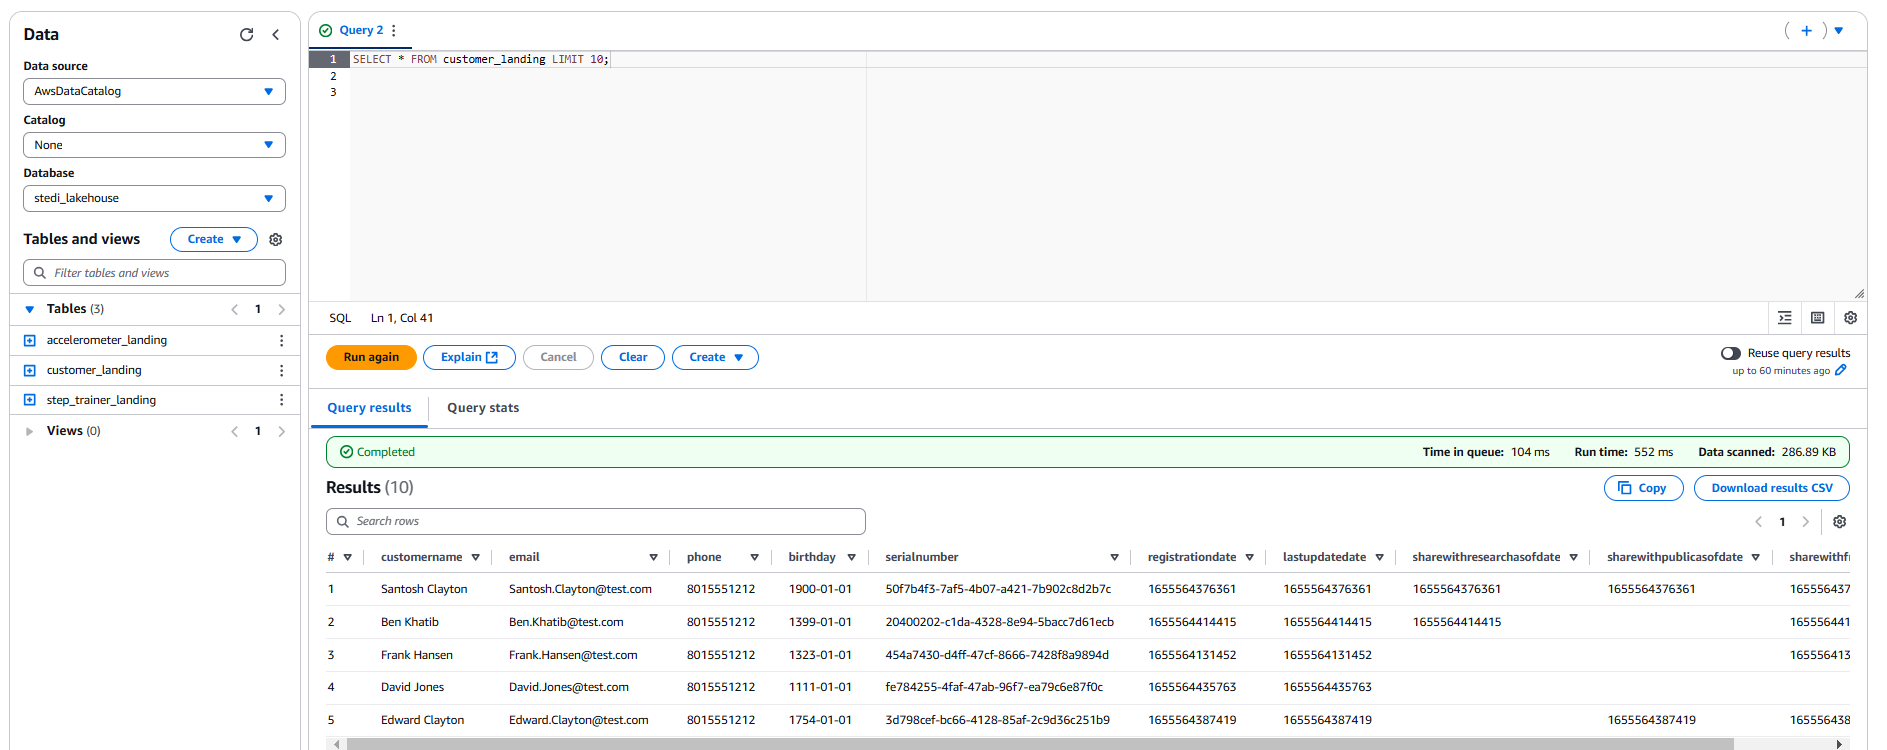 Data
Data source
AwsDataCatalog
Catalog
None
Database
stedi_lakehouse
Tables and views
Create
Filter tables and views
Tables (3)
1
accelerometer_landing
customer_landing
step_trainer_landing
Views (0)
1
Query 2
1 SELECT * FROM customer_landing LIMIT 10;
2
3
SQL Ln 1, Col 41
Run again Explain Cancel Clear Create
Reuse query results
up to 60 minutes ago
Query results Query stats
Completed Time in queue: 104 ms Run time: 552 ms Data scanned: 286.89 KB
Results (10) Copy Download results CSV
Search rows 1
# customername email phone birthday serialnumber registrationdate lastupdatedate sharewithresearchasofdate sharewithpublicasofdate sharewithfr
1 Santosh Clayton Santosh.Clayton@test.com 8015551212 1900-01-01 50f7b4f3-7af5-4b07-a421-7b902c8d2b7c 1655564376361 1655564376361 1655564376361 1655564376361 165556437
2 Ben Khatib Ben.Khatib@test.com 8015551212 1399-01-01 20400202-c1da-4328-8e94-5bacc7d61ecb 1655564414415 1655564414415 1655564414415 165556441
3 Frank Hansen Frank.Hansen@test.com 8015551212 1323-01-01 454a7430-d4ff-47cf-8666-7428f8a9894d 1655564131452 1655564131452 165556413
4 David Jones David.Jones@test.com 8015551212 1111-01-01 fe784255-4faf-47ab-96f7-ea79c6e87f0c 1655564435763 1655564435763
5 Edward Clayton Edward.Clayton@test.com 8015551212 1754-01-01 3d798cef-bc66-4128-85af-2c9d36c251b9 1655564387419 1655564387419 1655564387419 165556438